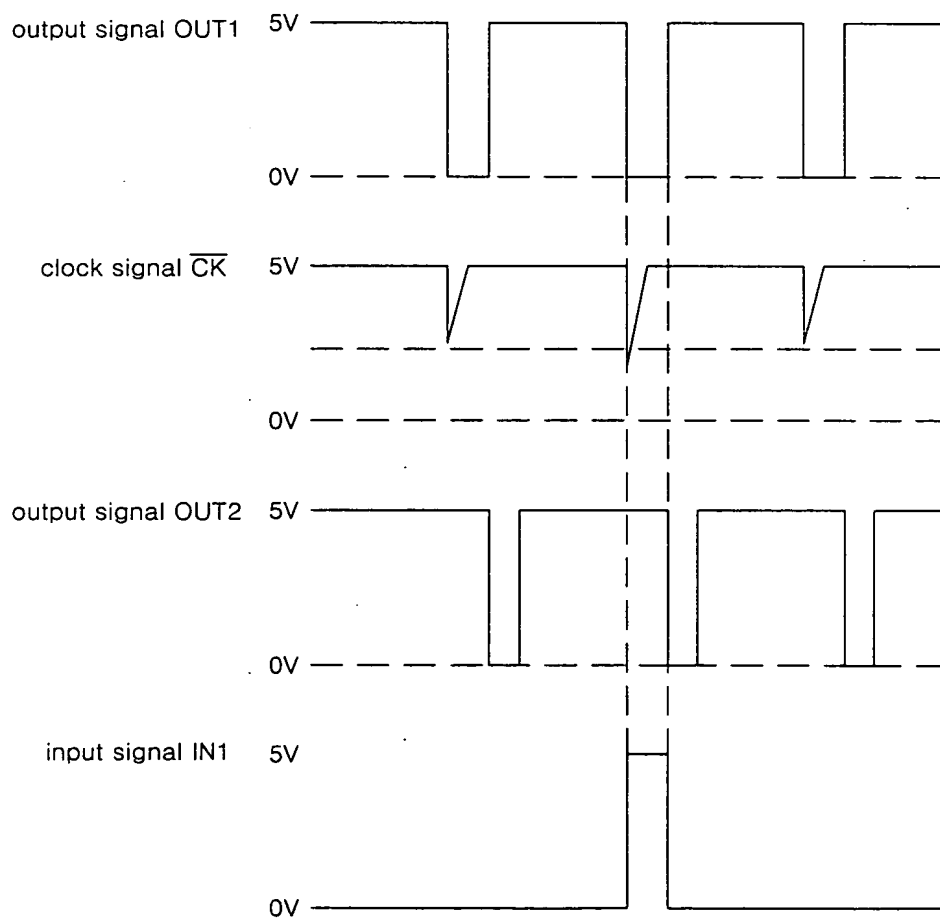 output signal OUT1 5V
0V
clock signal C̅K̅ 5V
0V
output signal OUT2 5V
0V
input signal IN1 5V
0V